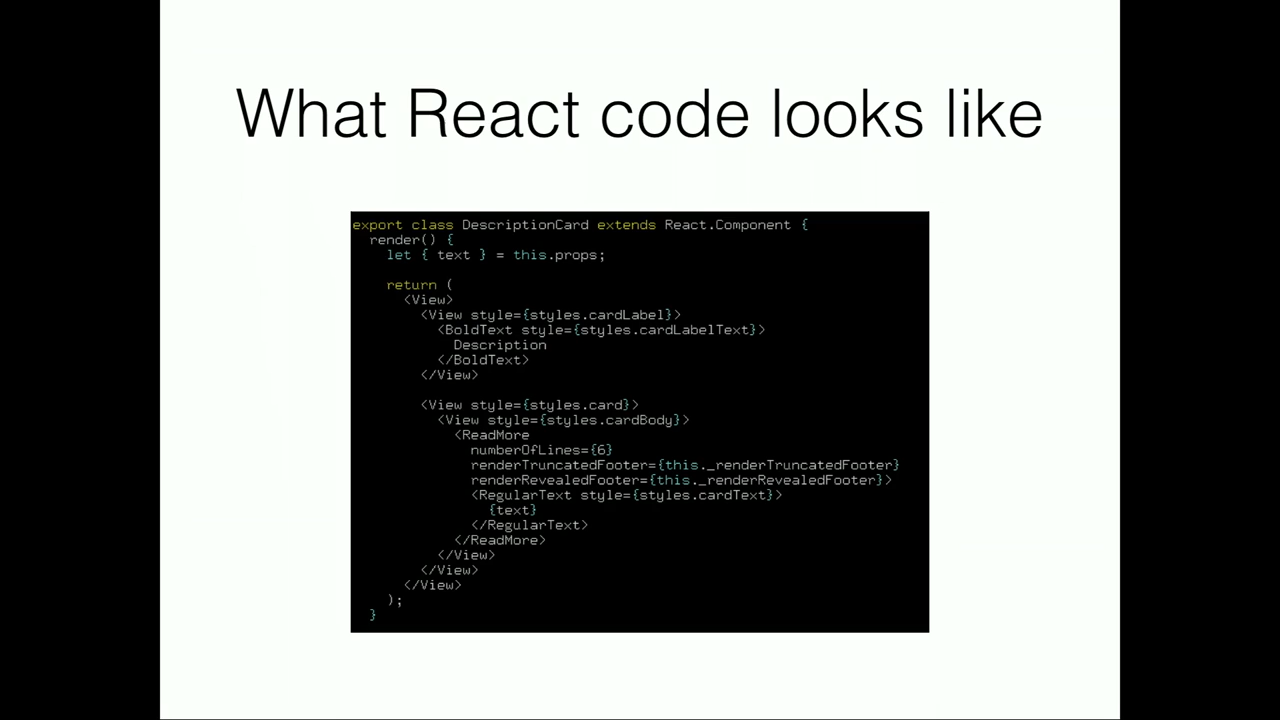 What React code looks like
export class DescriptionCard extends React.Component {
  render() {
    let { text } = this.props;

    return (
      <View>
        <View style={styles.cardLabel}>
          <BoldText style={styles.cardLabelText}>
            Description
          </BoldText>
        </View>

        <View style={styles.card}>
          <View style={styles.cardBody}>
            <ReadMore
              numberOfLines={6}
              renderTruncatedFooter={this._renderTruncatedFooter}
              renderRevealedFooter={this._renderRevealedFooter}>
              <RegularText style={styles.cardText}>
                {text}
              </RegularText>
            </ReadMore>
          </View>
        </View>
      </View>
    );
  }